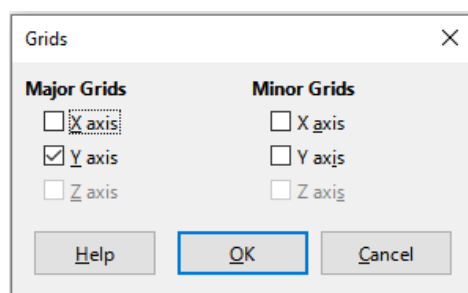 Grids
Major Grids Minor Grids
X axis X axis
Y axis Y axis
Z axis Z axis
Help OK Cancel